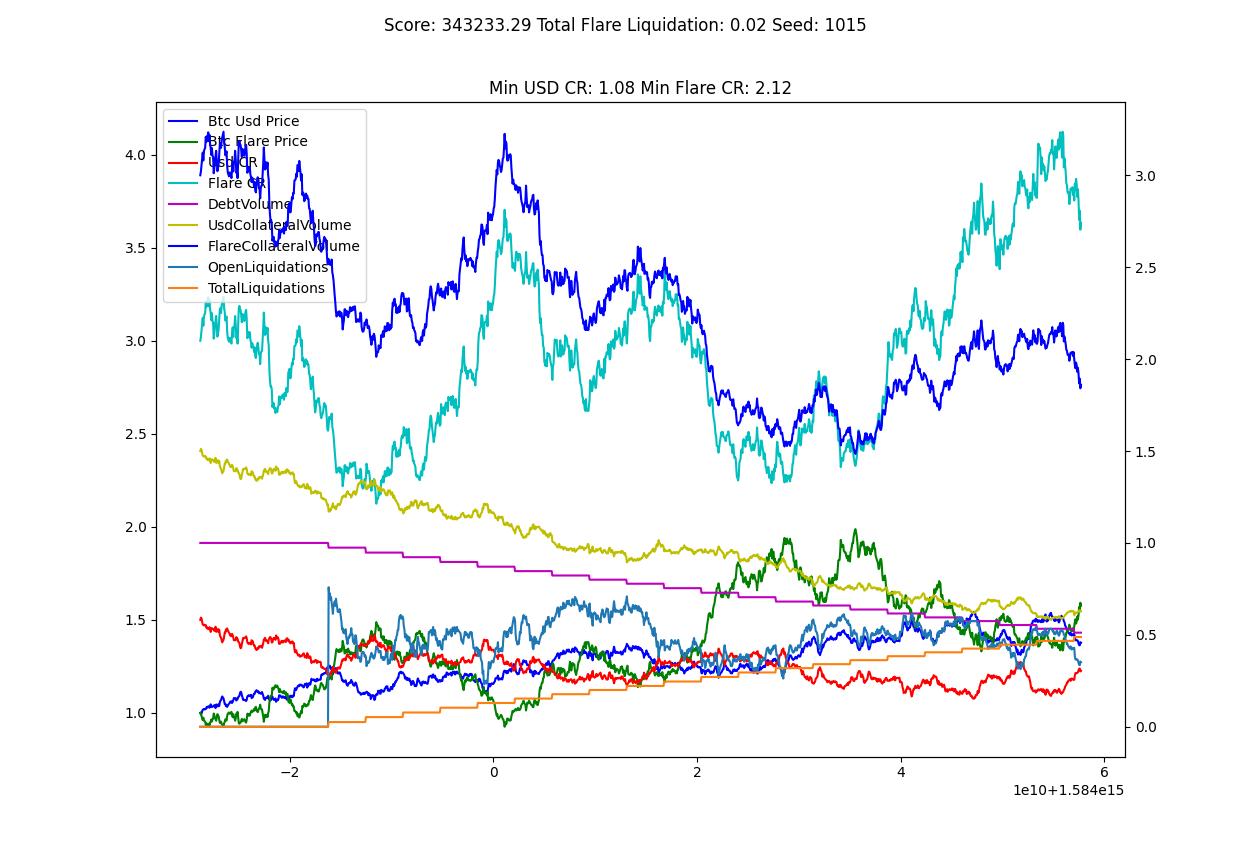 Score: 343233.29 Total Flare Liquidation: 0.02 Seed: 1015
Min USD CR: 1.08 Min Flare CR: 2.12
Btc Usd Price
Btc Flare Price
Usd CR
Flare CR
DebtVolume
UsdCollateralVolume
FlareCollateralVolume
OpenLiquidations
TotalLiquidations
4.0
3.5
3.0
2.5
2.0
1.5
1.0
3.0
2.5
2.0
1.5
1.0
0.5
0.0
−2 0 2 4 6
1e10+1.584e15